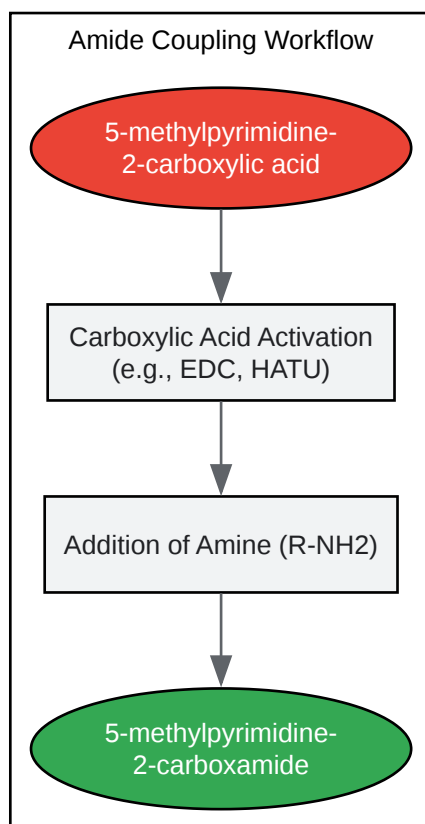 Amide Coupling Workflow
5-methylpyrimidine-
2-carboxylic acid
Carboxylic Acid Activation
(e.g., EDC, HATU)
Addition of Amine (R-NH2)
5-methylpyrimidine-
2-carboxamide